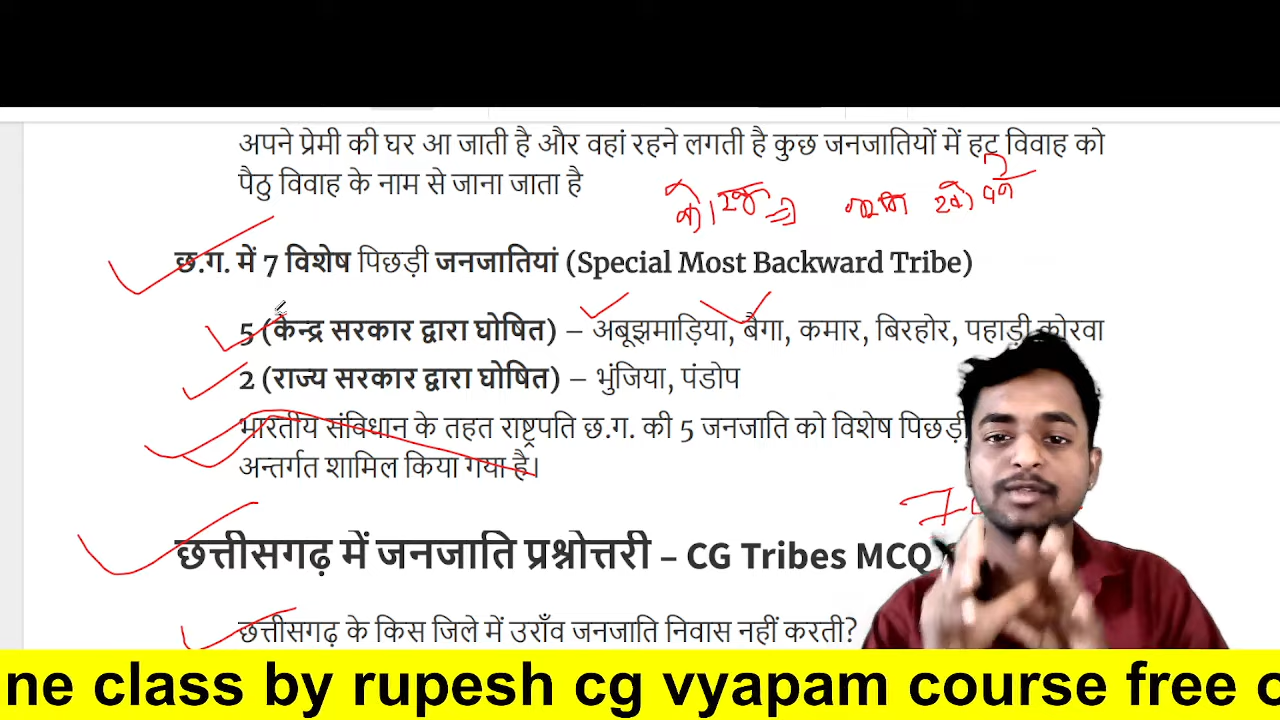 अपने प्रेमी की घर आ जाती है और वहां रहने लगती है कुछ जनजातियों में हट विवाह को
पैठु विवाह के नाम से जाना जाता है
छ.ग. में 7 विशेष पिछड़ी जनजातियां (Special Most Backward Tribe)
5 (केन्द्र सरकार द्वारा घोषित) – अबूझमाड़िया, बैगा, कमार, बिरहोर, पहाड़ी कोरवा
2 (राज्य सरकार द्वारा घोषित) – भुंजिया, पंडोप
भारतीय संविधान के तहत राष्ट्रपति छ.ग. की 5 जनजाति को विशेष पिछड़ी
अन्तर्गत शामिल किया गया है।
छत्तीसगढ़ में जनजाति प्रश्नोत्तरी – CG Tribes MCQ
छत्तीसगढ़ के किस जिले में उराँव जनजाति निवास नहीं करती?
ne class by rupesh cg vyapam course free